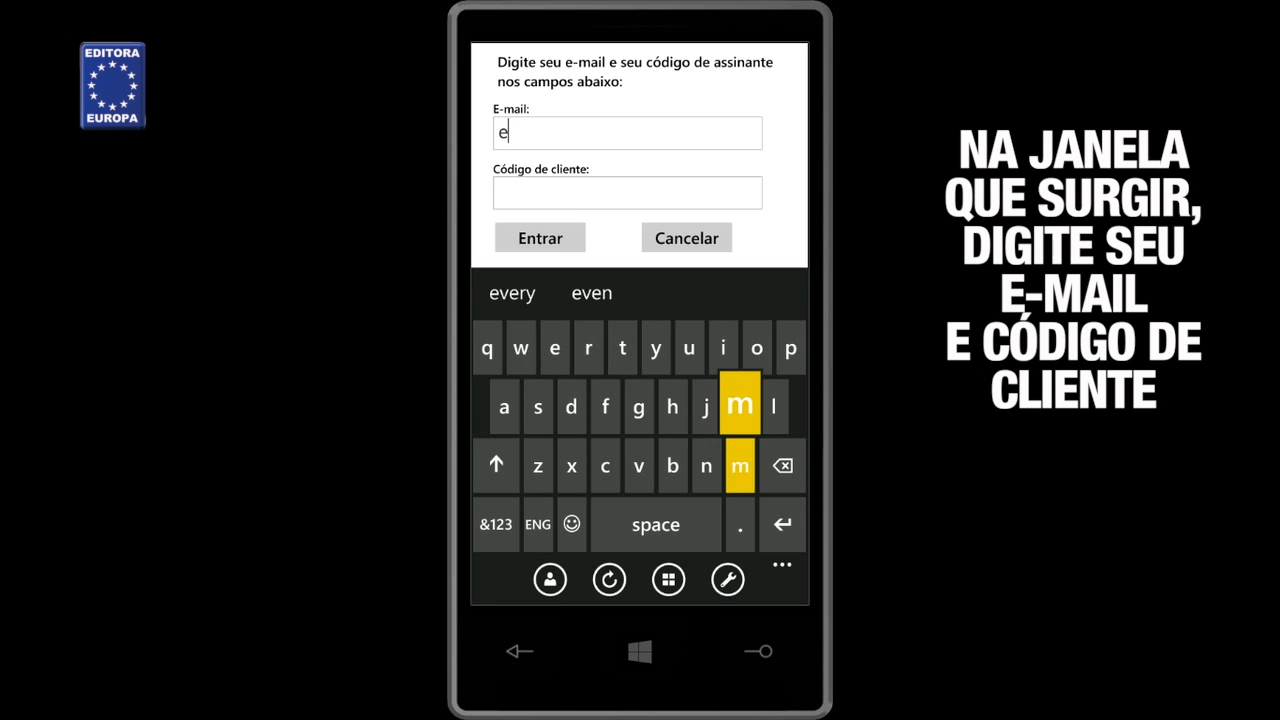 EDITORA
EUROPA
Digite seu e-mail e seu código de assinante
nos campos abaixo:
E-mail:
e
Código de cliente:
Entrar
Cancelar
every even
q w e r t y u i o p
a s d f g h j m l
z x c v b n m
&123 ENG space .
NA JANELA
QUE SURGIR,
DIGITE SEU
E-MAIL
E CÓDIGO DE
CLIENTE